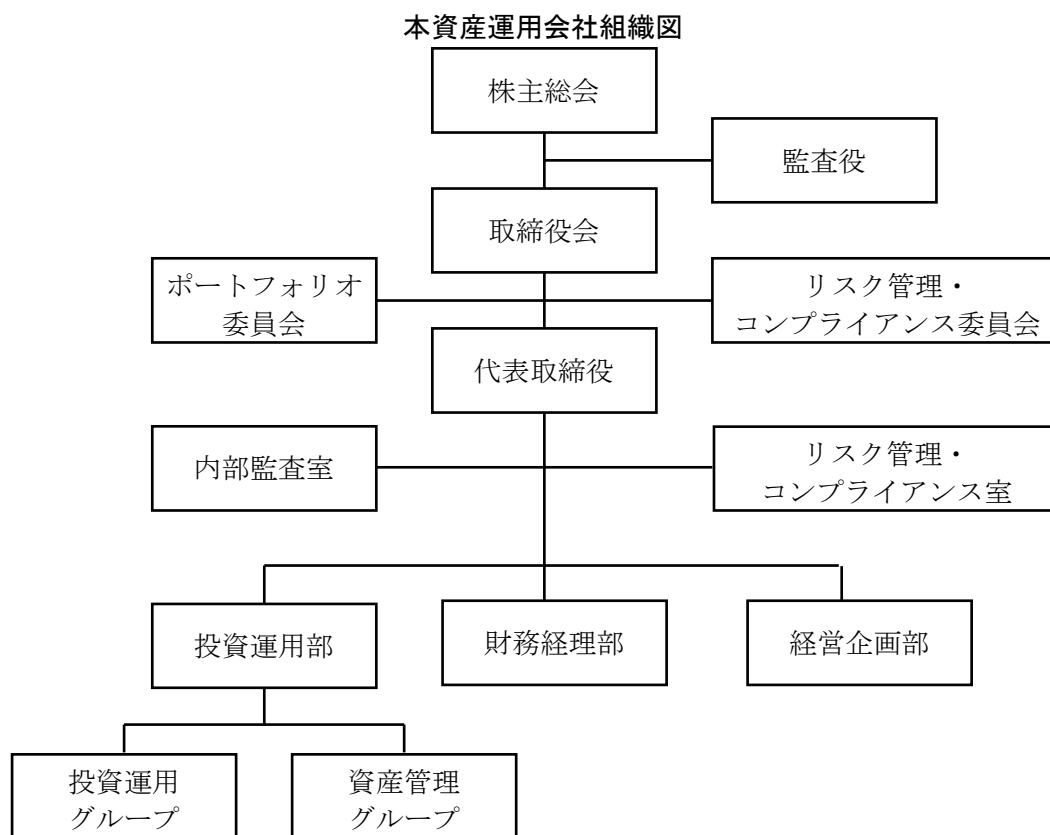 本資産運用会社組織図
株主総会
監査役
取締役会
ポートフォリオ
委員会
リスク管理・
コンプライアンス委員会
代表取締役
内部監査室
リスク管理・
コンプライアンス室
投資運用部
財務経理部
経営企画部
投資運用
グループ
資産管理
グループ